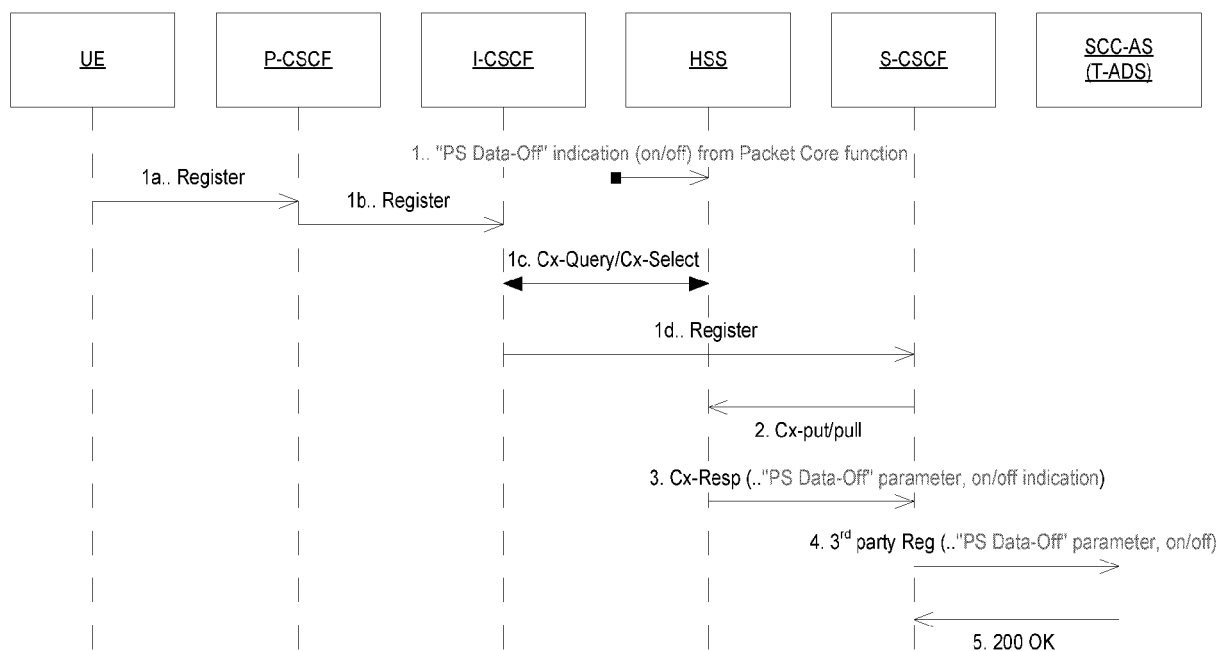 UE
P-CSCF
I-CSCF
HSS
S-CSCF
SCC-AS
(T-ADS)
1.. "PS Data-Off" indication (on/off) from Packet Core function
1a.. Register
1b.. Register
1c. Cx-Query/Cx-Select
1d.. Register
2. Cx-put/pull
3. Cx-Resp (.."PS Data-Off" parameter, on/off indication)
4. 3rd party Reg (.."PS Data-Off" parameter, on/off)
5. 200 OK